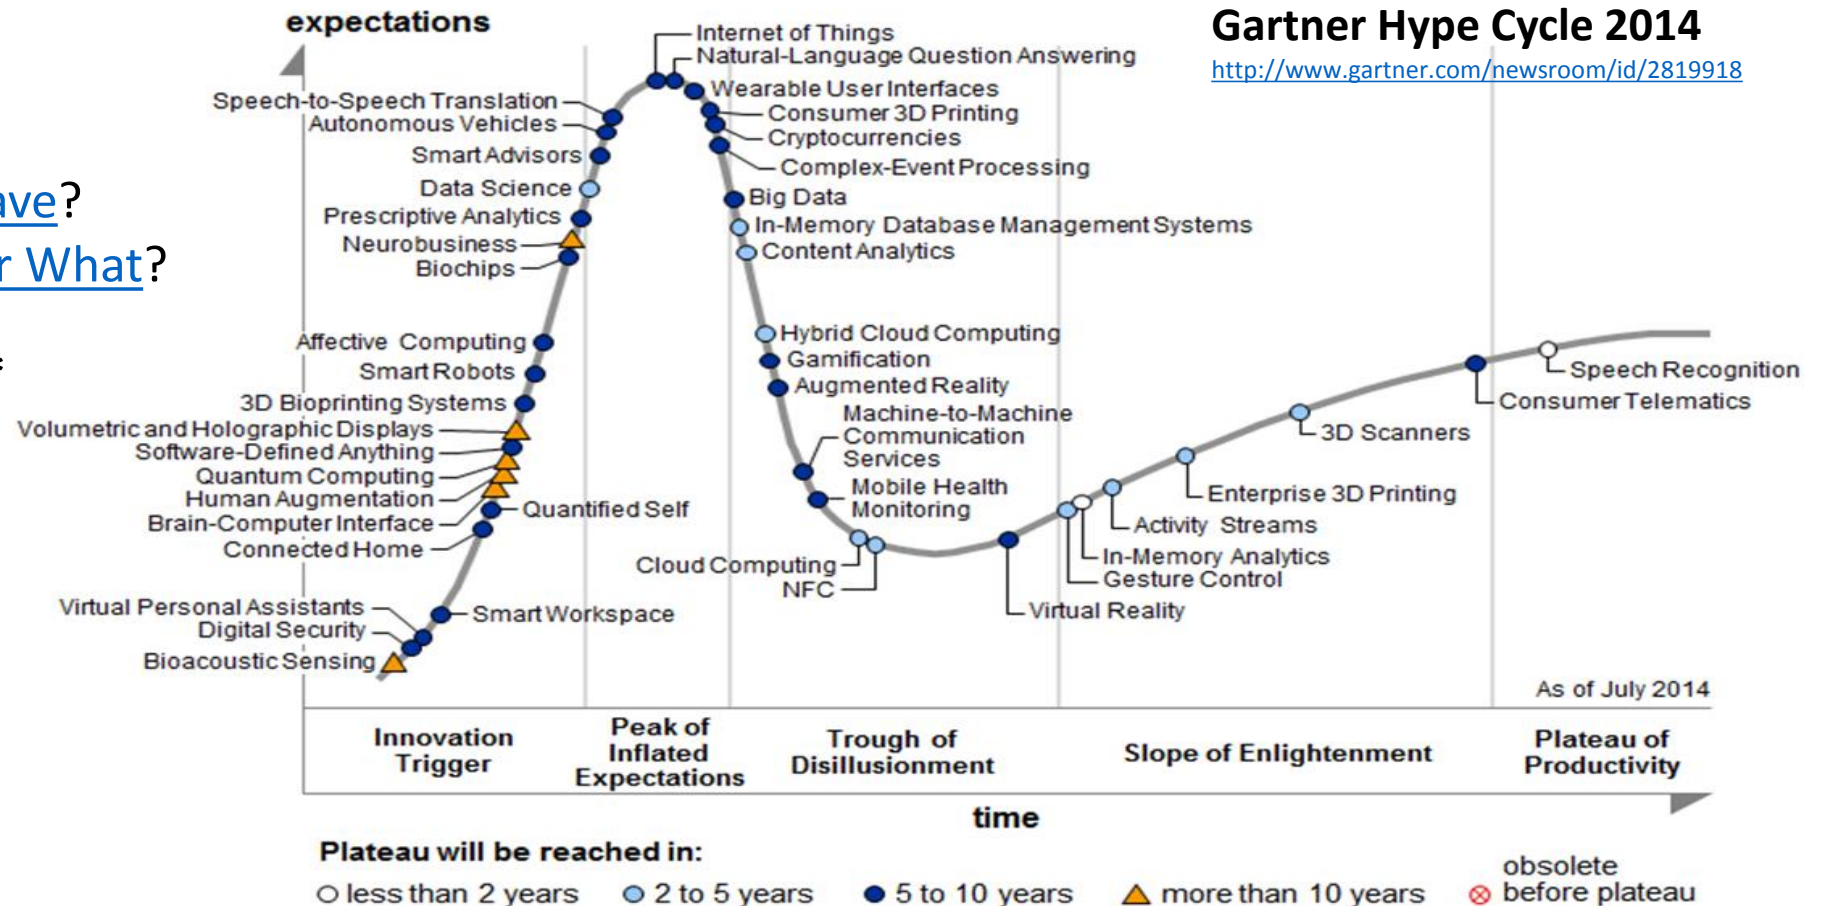 expectations
Gartner Hype Cycle 2014
http://www.gartner.com/newsroom/id/2819918
ave?
r What?
Internet of Things
Natural-Language Question Answering
Wearable User Interfaces
Consumer 3D Printing
Cryptocurrencies
Complex-Event Processing
Speech-to-Speech Translation
Autonomous Vehicles
Smart Advisors
Data Science
Prescriptive Analytics
Neurobusiness
Biochips
Big Data
In-Memory Database Management Systems
Content Analytics
Affective Computing
Smart Robots
3D Bioprinting Systems
Volumetric and Holographic Displays
Software-Defined Anything
Quantum Computing
Human Augmentation
Brain-Computer Interface
Connected Home
Quantified Self
Virtual Personal Assistants
Digital Security
Bioacoustic Sensing
Smart Workspace
Hybrid Cloud Computing
Gamification
Augmented Reality
Machine-to-Machine
Communication
Services
Mobile Health
Monitoring
Cloud Computing
NFC
Virtual Reality
Gesture Control
In-Memory Analytics
Activity Streams
Enterprise 3D Printing
3D Scanners
Consumer Telematics
Speech Recognition
As of July 2014
Innovation
Trigger
Peak of
Inflated
Expectations
Trough of
Disillusionment
Slope of Enlightenment
Plateau of
Productivity
time
Plateau will be reached in:
less than 2 years
2 to 5 years
5 to 10 years
more than 10 years
obsolete
before plateau